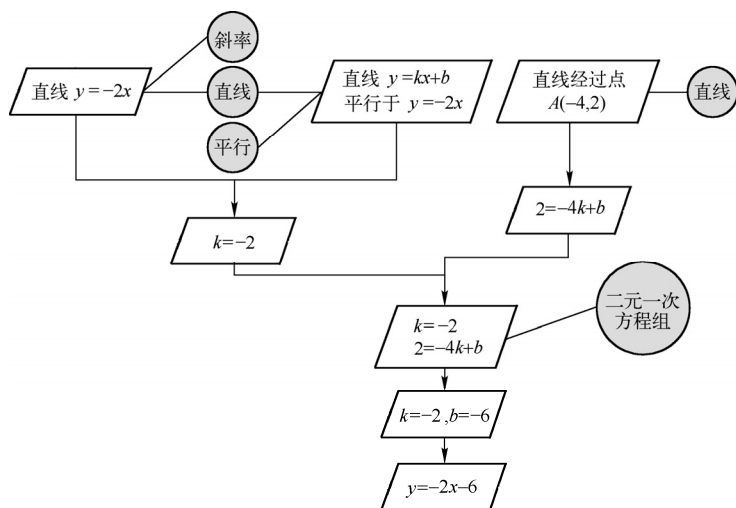 斜率
直线 y=−2x
直线
直线 y=kx+b
平行于 y=−2x
直线经过点
A(−4,2)
直线
平行
2=−4k+b
k=−2
二元一次
方程组
k=−2
2=−4k+b
k=−2,b=−6
y=−2x−6